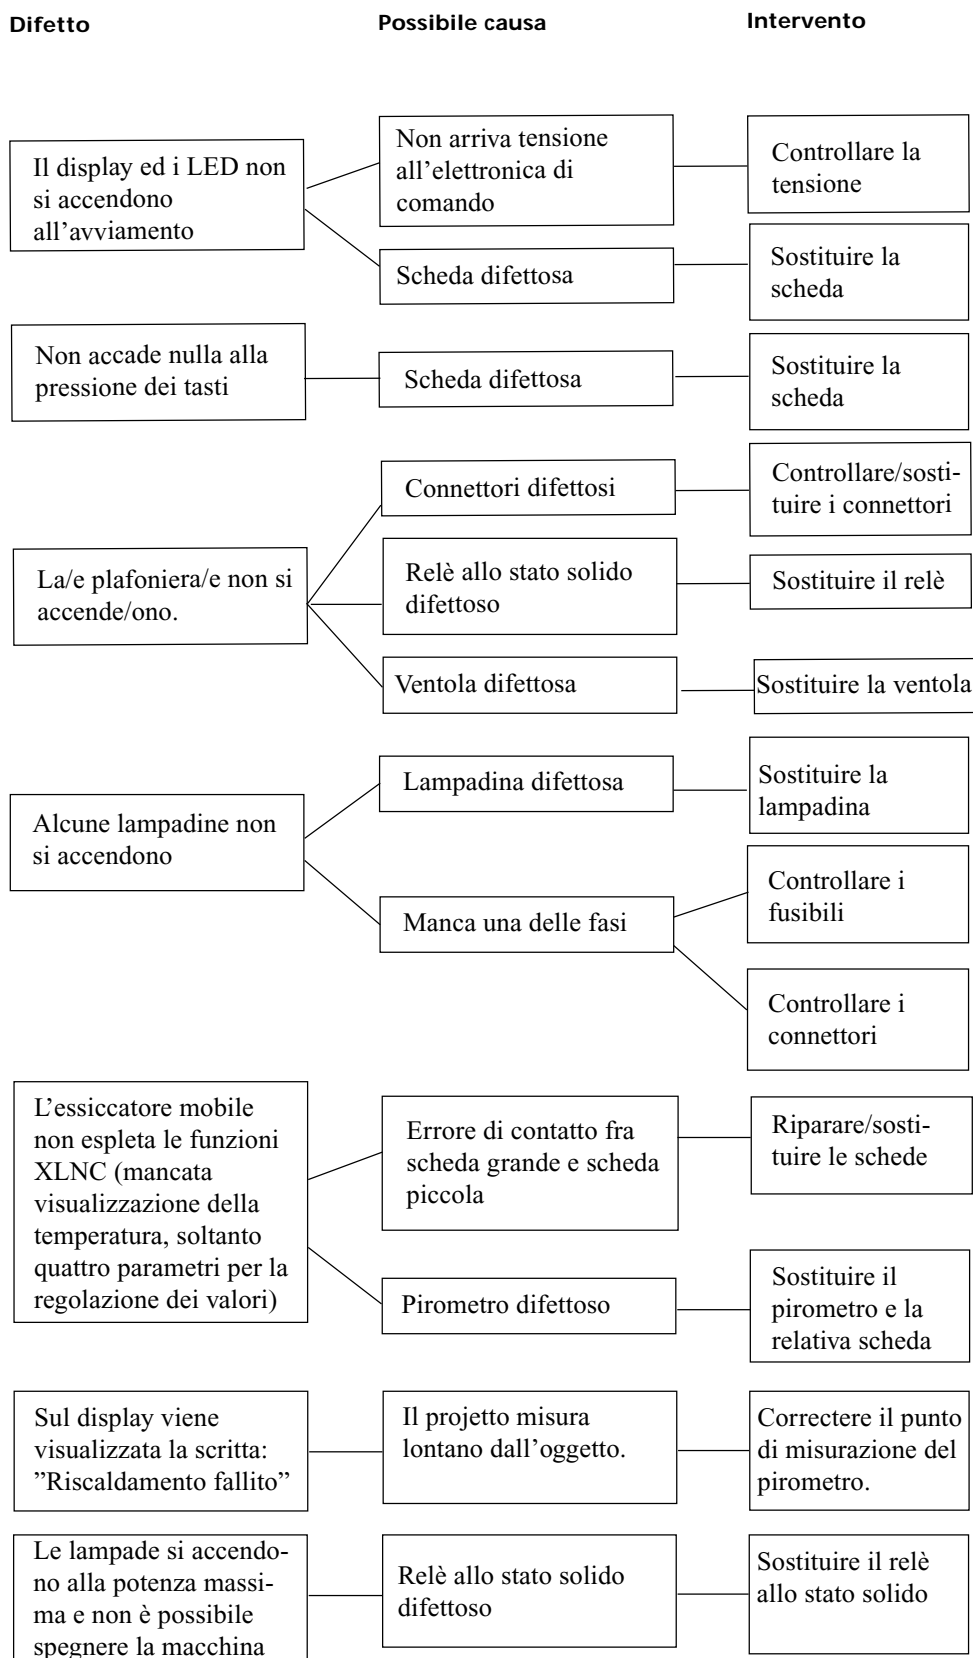 Difetto
Possibile causa
Intervento
Il display ed i LED non
si accendono
all'avviamento
Non arriva tensione
all'elettronica di
comando
Controllare la
tensione
Scheda difettosa
Sostituire la
scheda
Non accade nulla alla
pressione dei tasti
Scheda difettosa
Sostituire la
scheda
La/e plafoniera/e non si
accende/ono.
Connettori difettosi
Controllare/sosti-
tuire i connettori
Relè allo stato solido
difettoso
Sostituire il relè
Ventola difettosa
Sostituire la ventola
Alcune lampadine non
si accendono
Lampadina difettosa
Sostituire la
lampadina
Manca una delle fasi
Controllare i
fusibili
Controllare i
connettori
L'essiccatore mobile
non espleta le funzioni
XLNC (mancata
visualizzazione della
temperatura, soltanto
quattro parametri per la
regolazione dei valori)
Errore di contatto fra
scheda grande e scheda
piccola
Riparare/sosti-
tuire le schede
Pirometro difettoso
Sostituire il
pirometro e la
relativa scheda
Sul display viene
visualizzata la scritta:
”Riscaldamento fallito”
Il projetto misura
lontano dall'oggetto.
Correctere il punto
di misurazione del
pirometro.
Le lampade si accendo-
no alla potenza massi-
ma e non è possibile
spegnere la macchina
Relè allo stato solido
difettoso
Sostituire il relè
allo stato solido